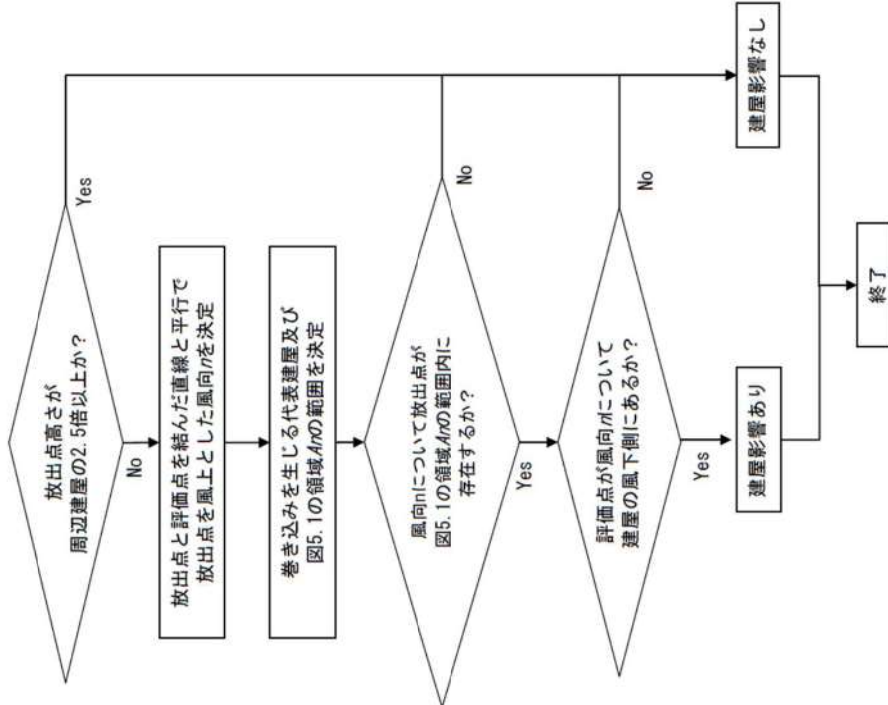 放出点高さが
周辺建屋の2.5倍以上か？
Yes
No
放出点と評価点を結んだ直線と平行で
放出点を風上とした風向nを決定
巻き込みを生じる代表建屋及び
図5.1の領域Anの範囲を決定
風向nについて放出点が
図5.1の領域Anの範囲内に
存在するか？
No
Yes
評価点が風向nについて
建屋の風下側にあるか？
No
Yes
建屋影響あり
建屋影響なし
終了